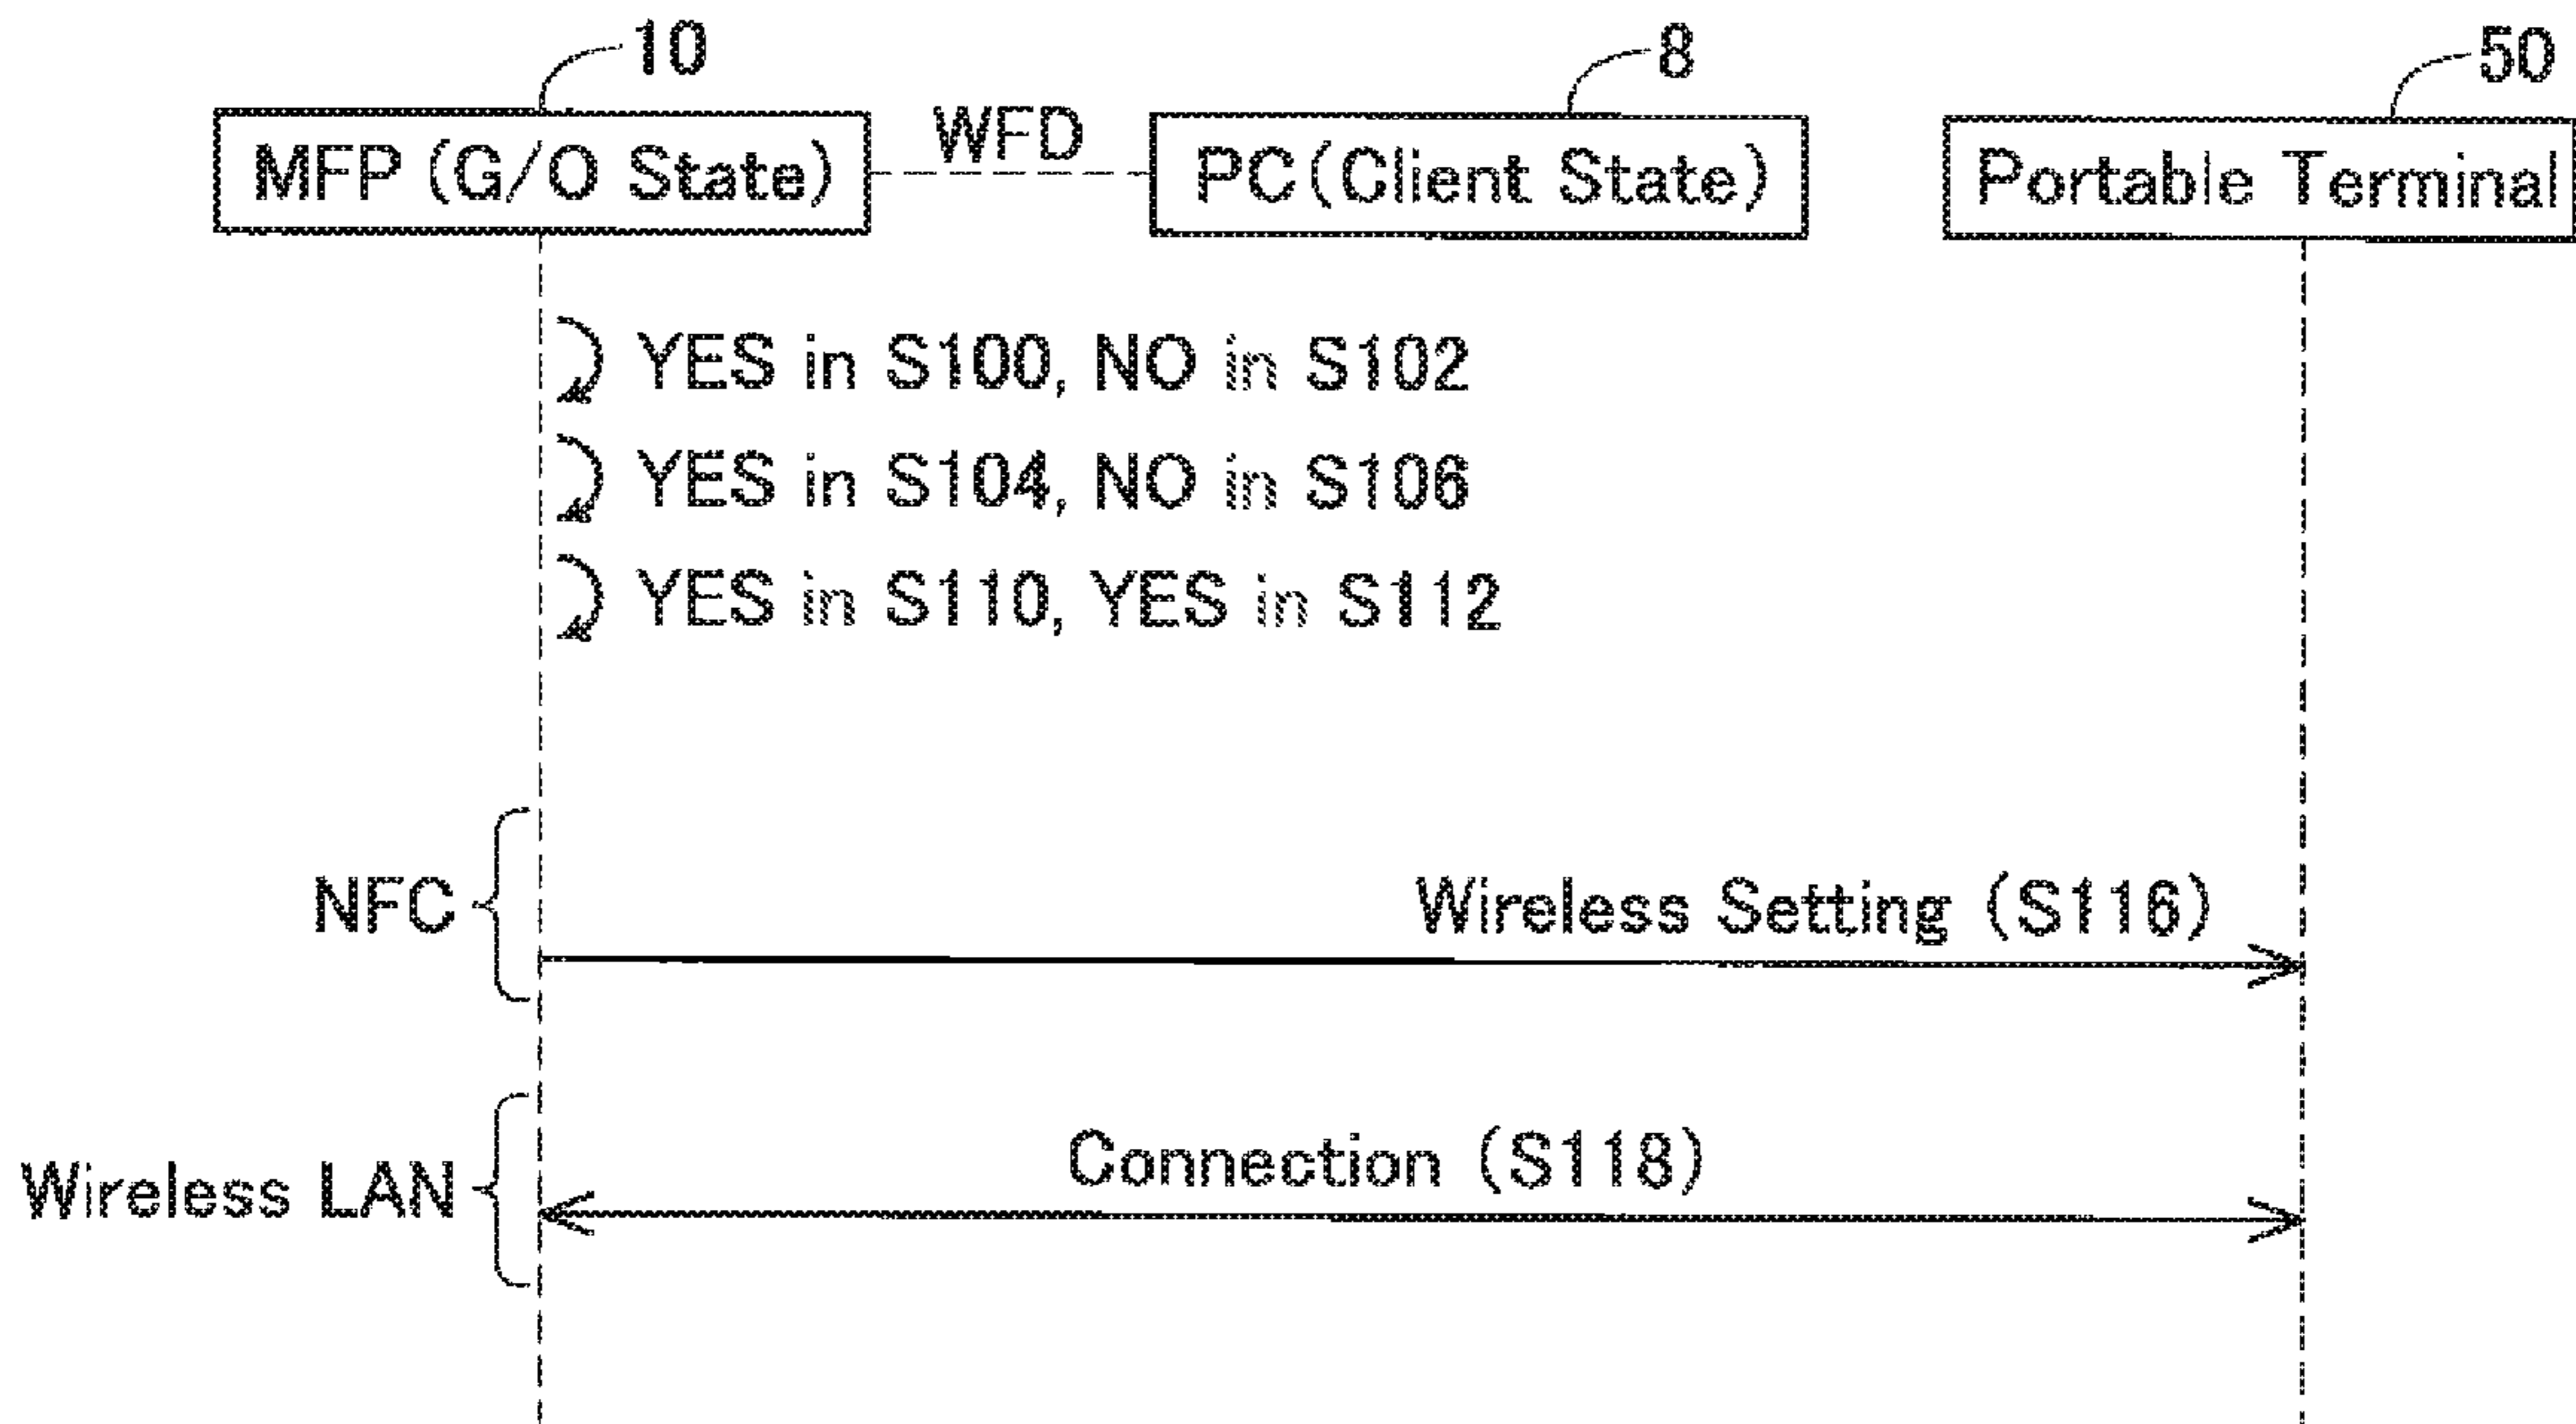 10 8 50
MFP (G/O State) WFD PC(Client State) Portable Terminal
YES in S100, NO in S102
YES in S104, NO in S106
YES in S110, YES in S112
NFC Wireless Setting (S116)
Wireless LAN Connection (S118)